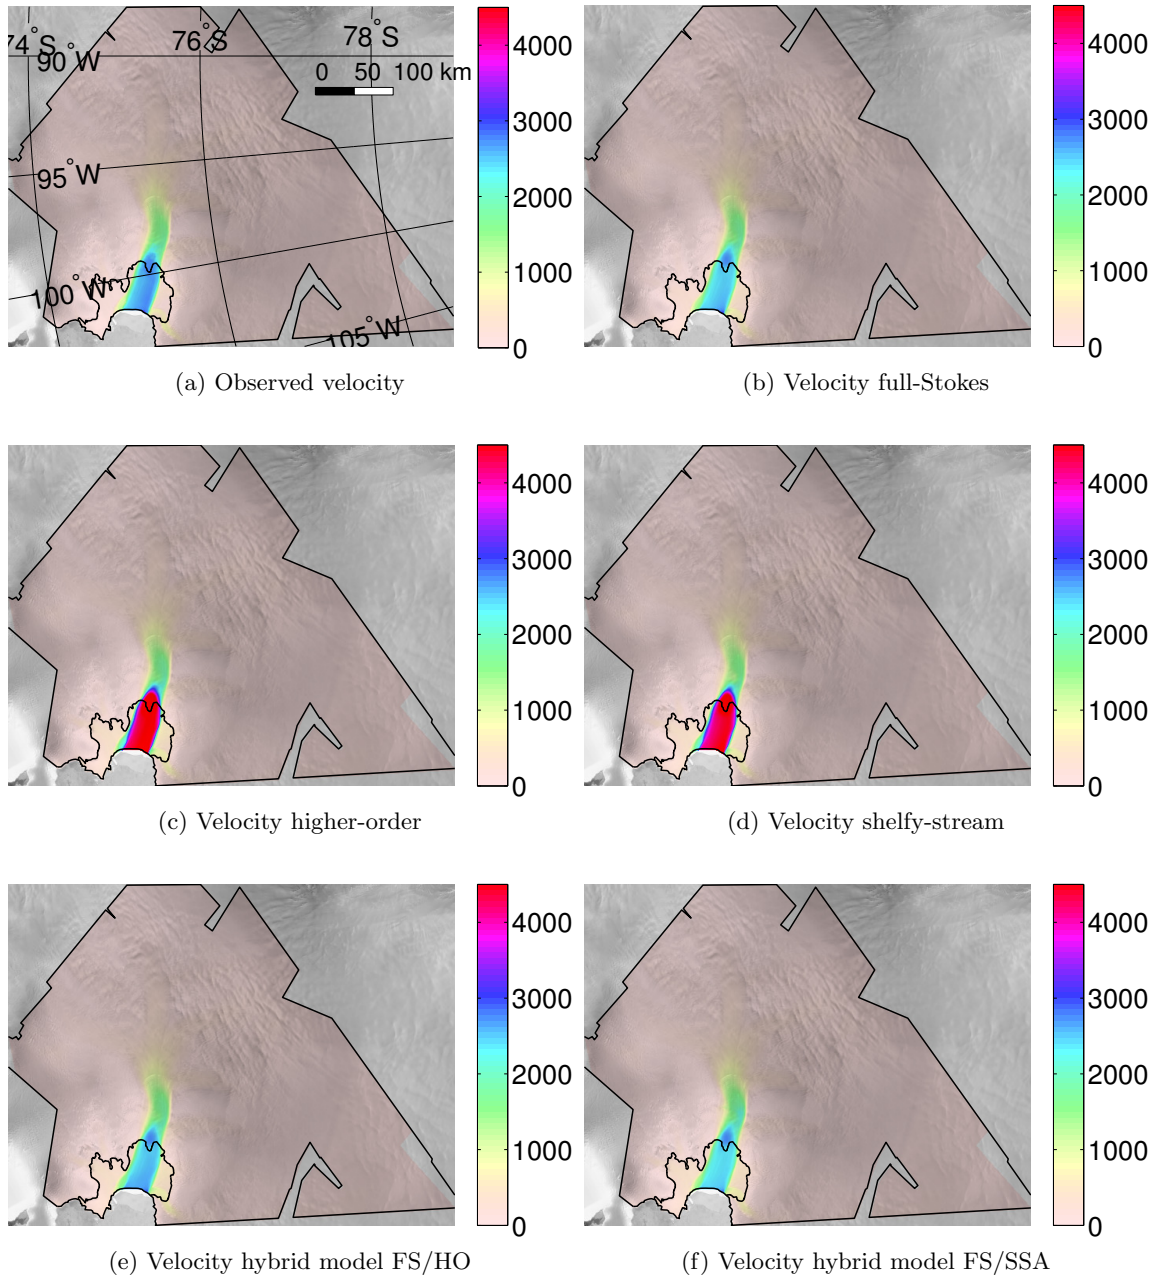 74°S 76°S 78°S
90°W
0 50 100 km
95°W
100°W
105°W
4000
3000
2000
1000
0
4000
3000
2000
1000
0
(a) Observed velocity
(b) Velocity full-Stokes
4000
3000
2000
1000
0
4000
3000
2000
1000
0
(c) Velocity higher-order
(d) Velocity shelfy-stream
4000
3000
2000
1000
0
4000
3000
2000
1000
0
(e) Velocity hybrid model FS/HO
(f) Velocity hybrid model FS/SSA